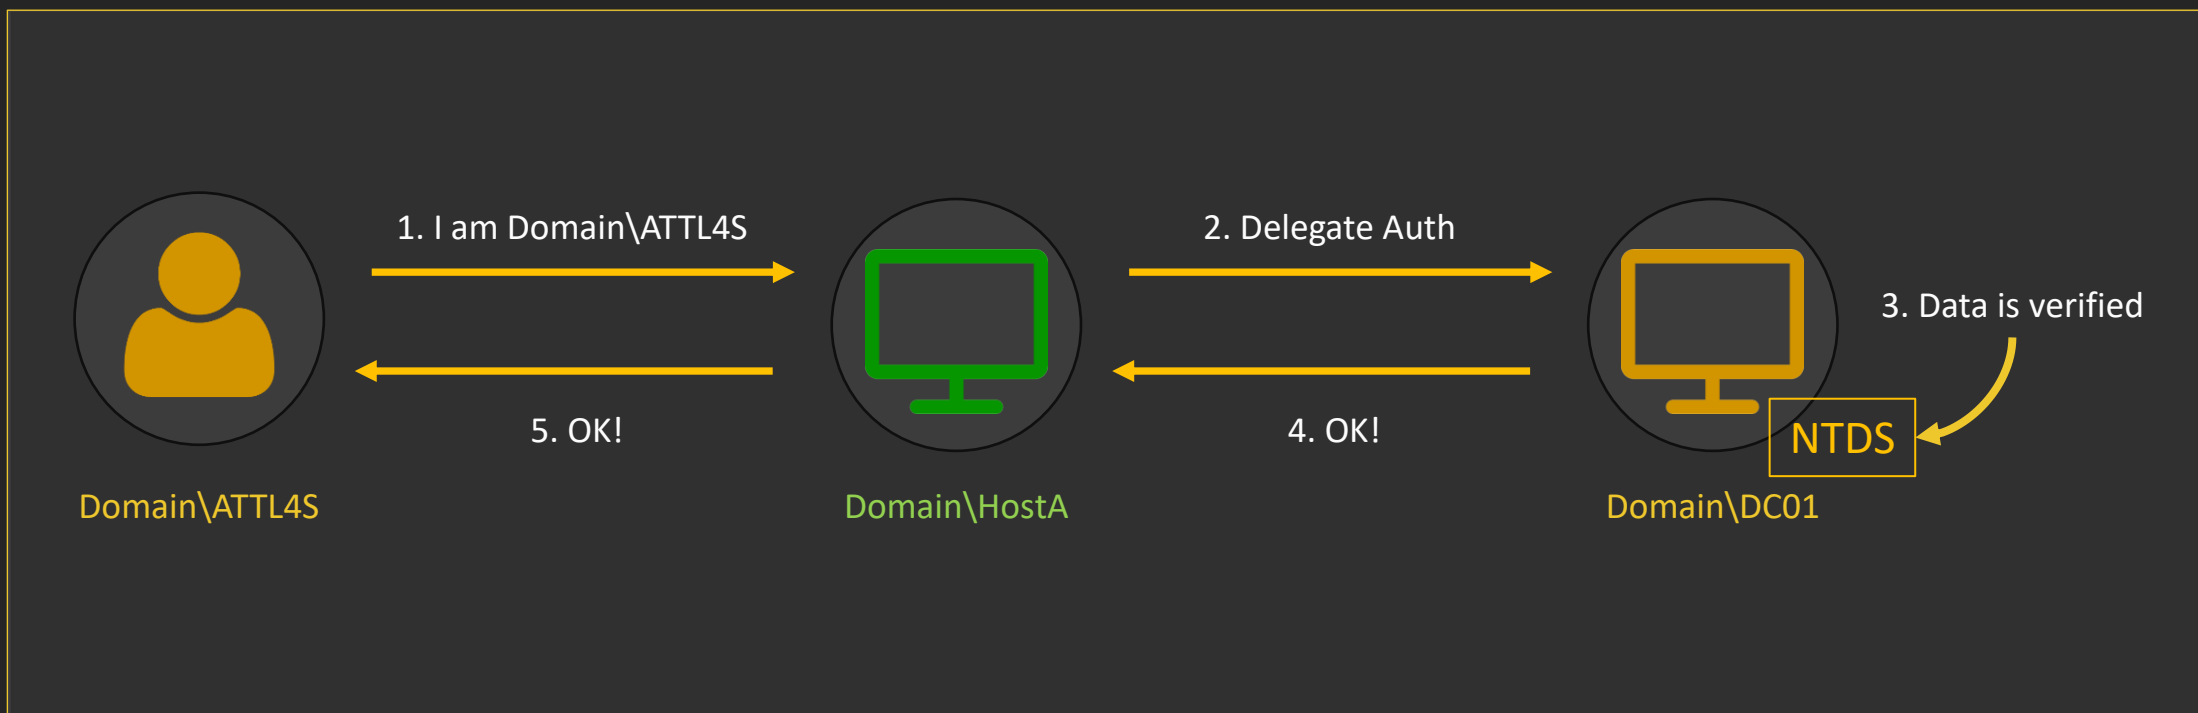 1. I am Domain\ATTL4S
2. Delegate Auth
3. Data is verified
5. OK!
4. OK!
NTDS
Domain\ATTL4S
Domain\HostA
Domain\DC01